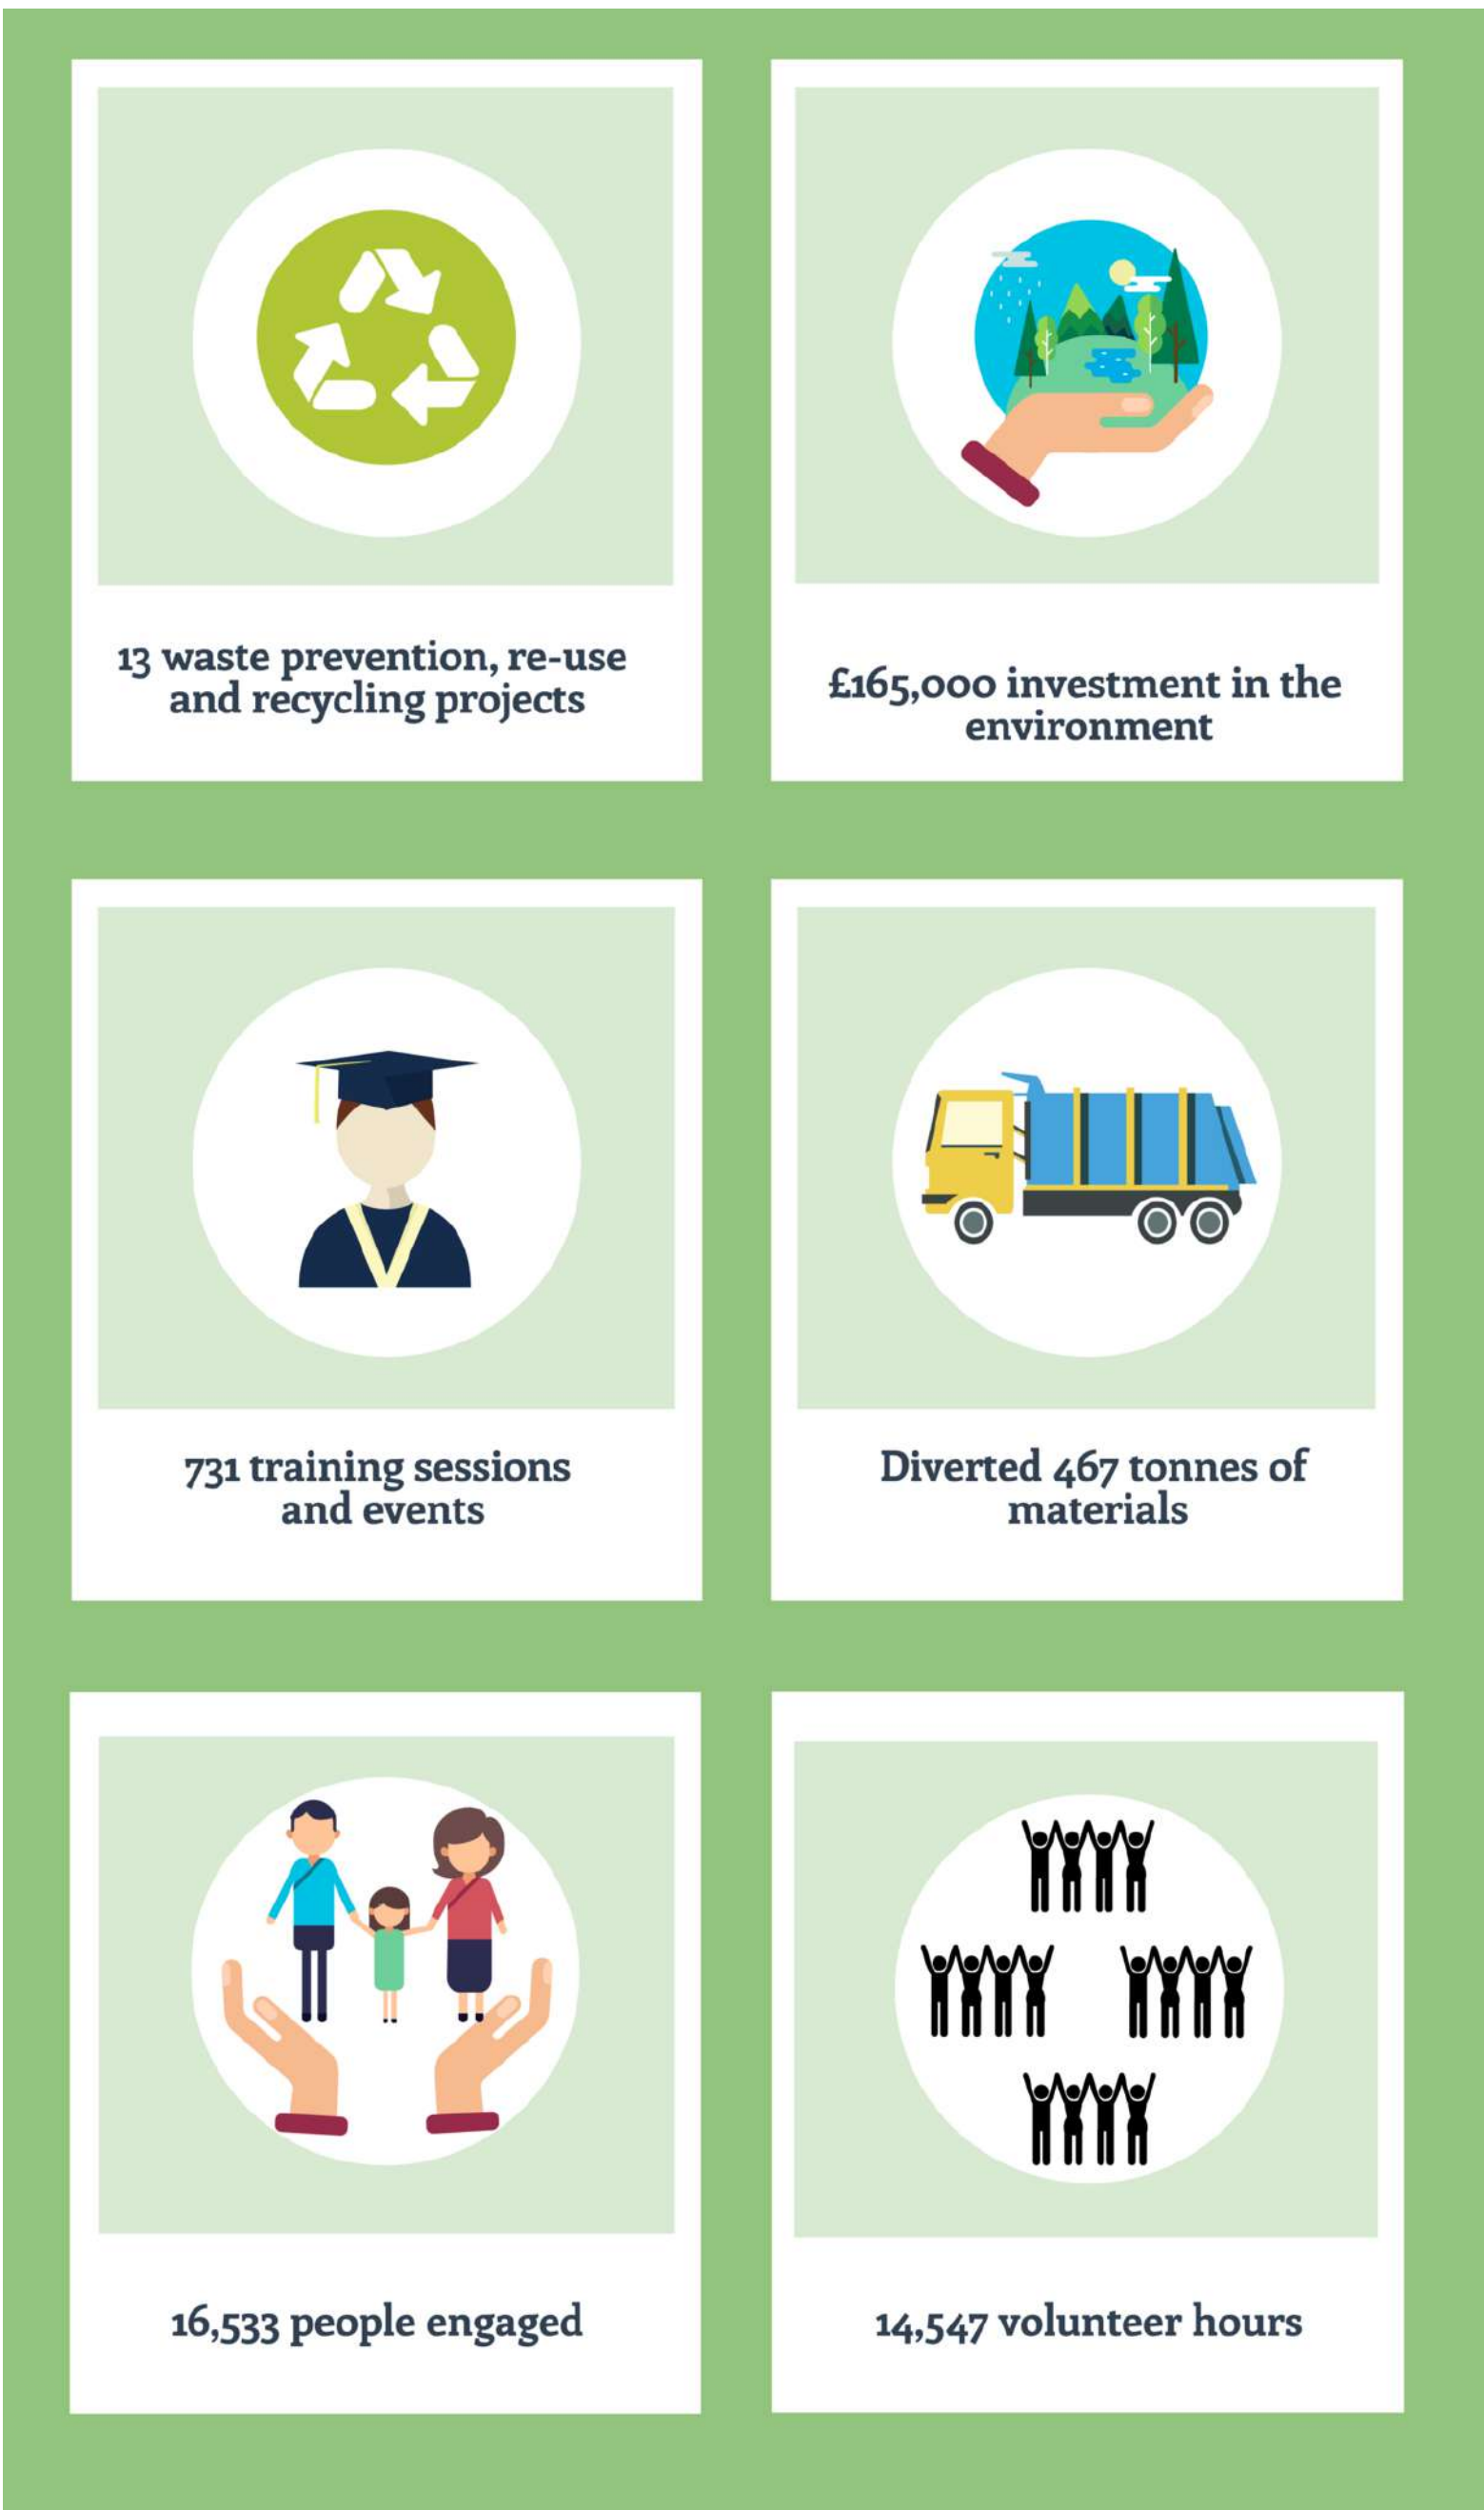 13 waste prevention, re-use
and recycling projects
£165,000 investment in the
environment
731 training sessions
and events
Diverted 467 tonnes of
materials
16,533 people engaged
14,547 volunteer hours